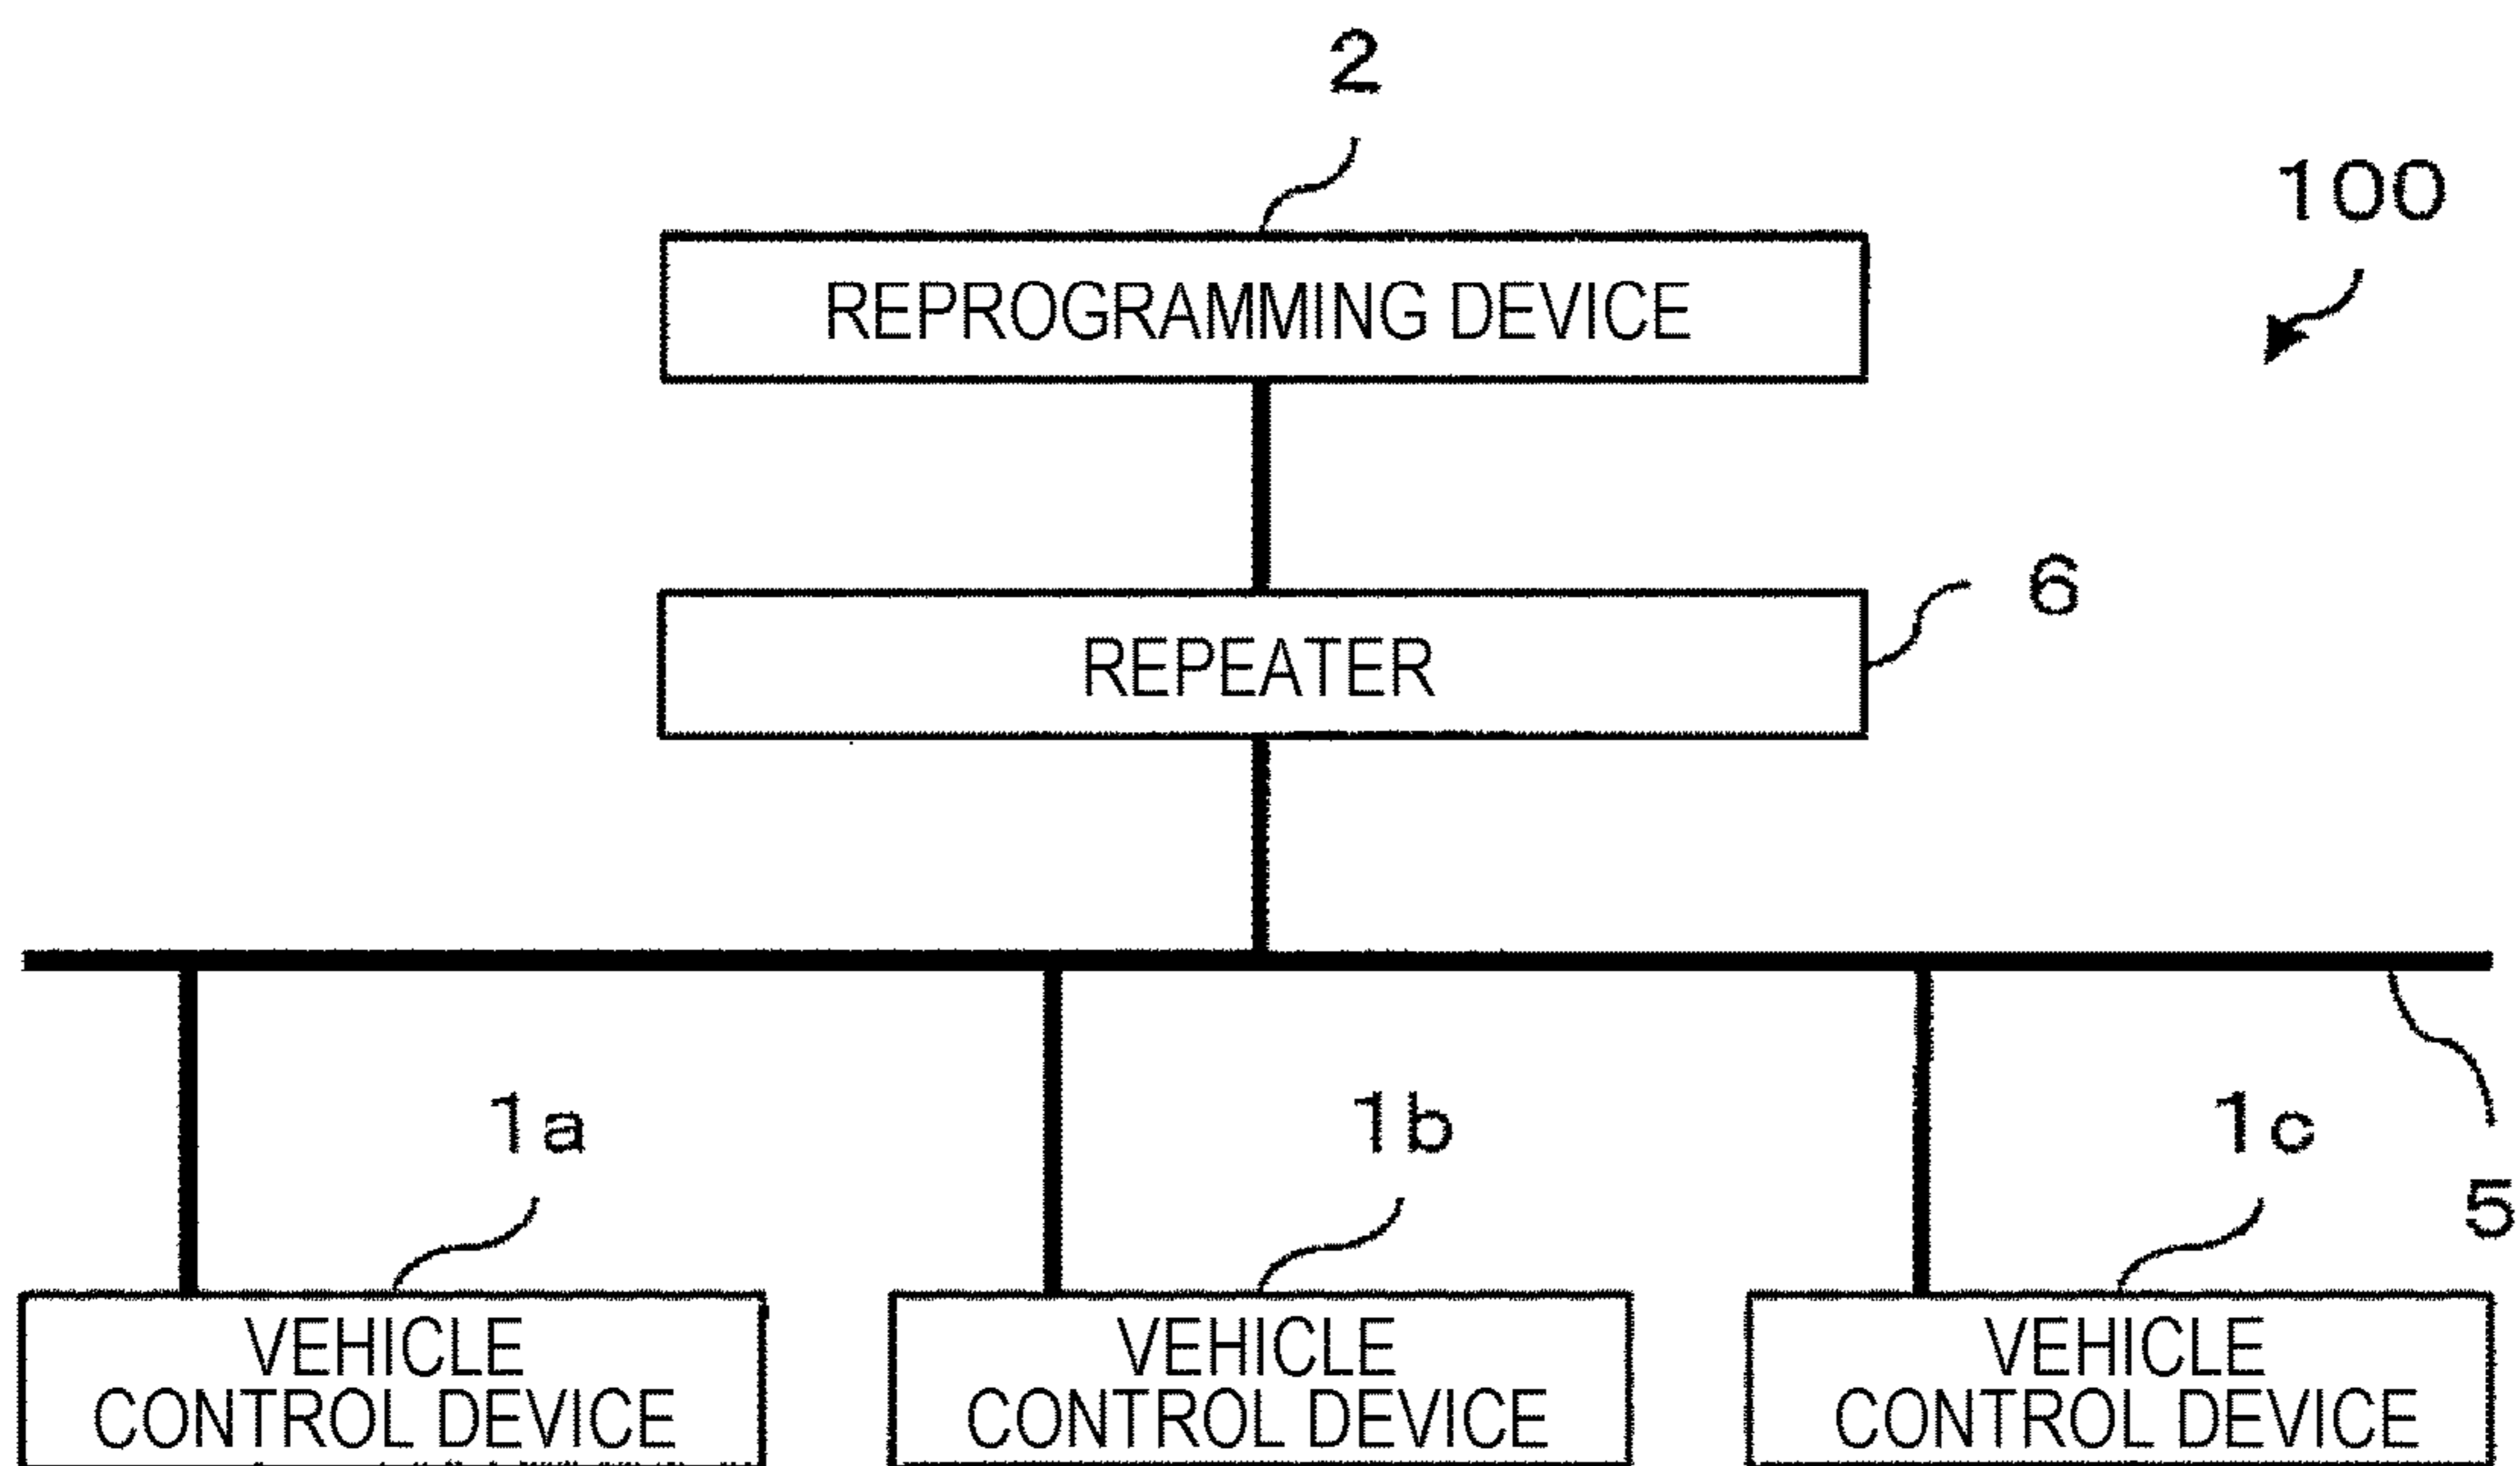 2
100
REPROGRAMMING DEVICE
6
REPEATER
1a
1b
1c
5
VEHICLE
CONTROL DEVICE
VEHICLE
CONTROL DEVICE
VEHICLE
CONTROL DEVICE